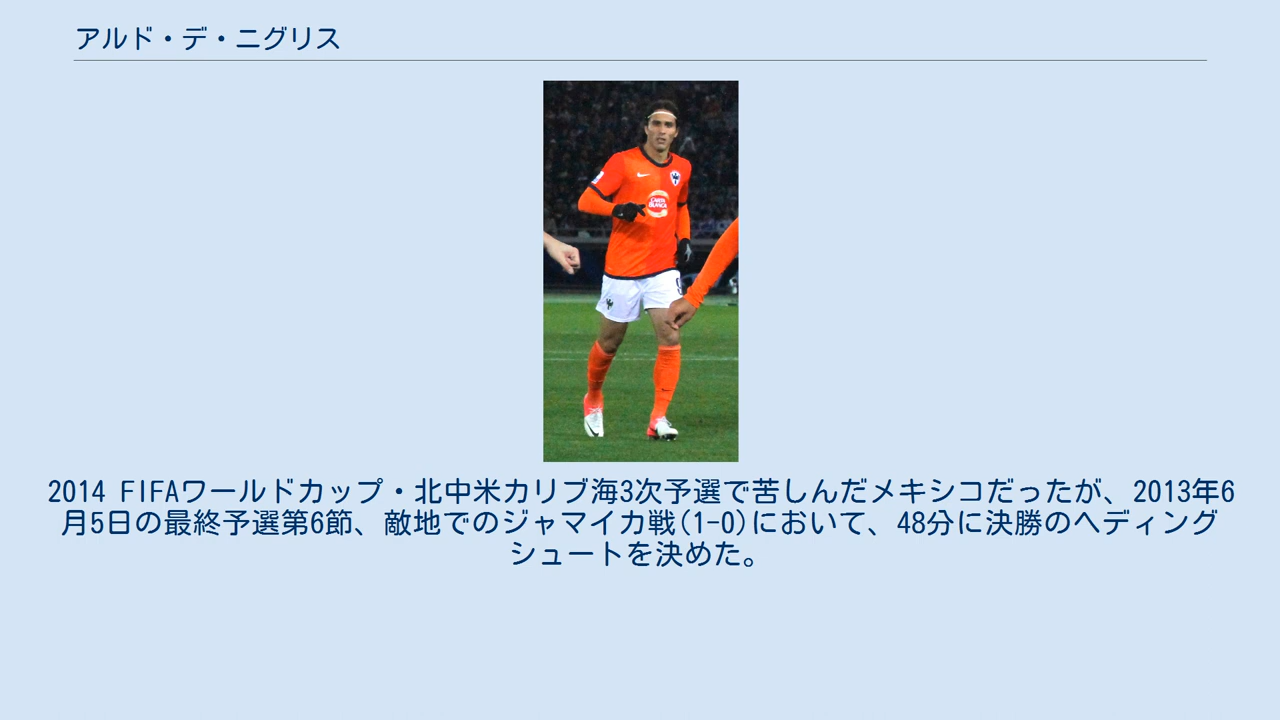 アルド・デ・ニグリス
CARTA
BLANCA
2014 FIFAワールドカップ・北中米カリブ海3次予選で苦しんだメキシコだったが、2013年6
月5日の最終予選第6節、敵地でのジャマイカ戦(1-0)において、48分に決勝のヘディング
シュートを決めた。